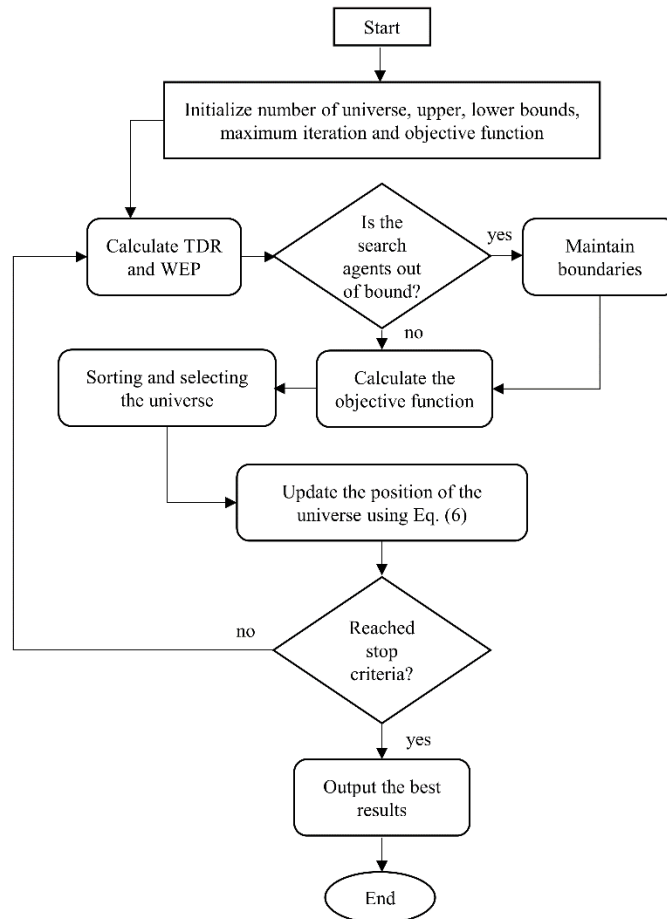 Start
Initialize number of universe, upper, lower bounds,
maximum iteration and objective function
Calculate TDR
and WEP
Is the
search
agents out
of bound?
yes
Maintain
boundaries
no
Sorting and selecting
the universe
Calculate the
objective function
Update the position of the
universe using Eq. (6)
no
Reached
stop
criteria?
yes
Output the best
results
End